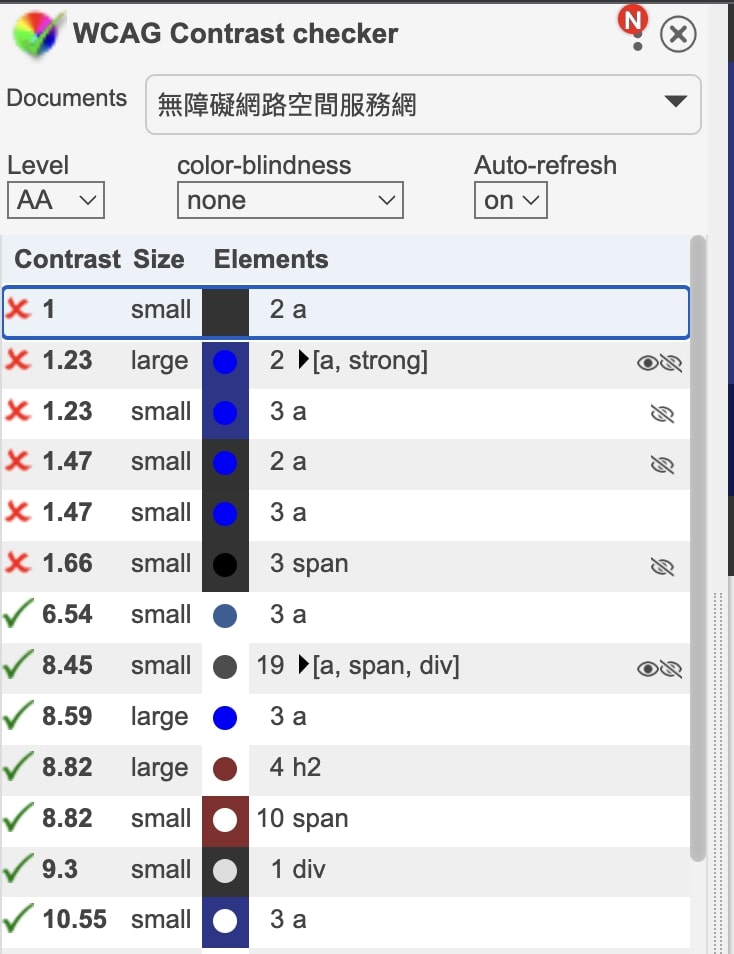 WCAG Contrast checker
N
Documents 無障礙網路空間服務網
Level color-blindness Auto-refresh
AA none on
Contrast Size Elements
1 small 2 a
1.23 large 2 [a, strong]
1.23 small 3 a
1.47 small 2 a
1.47 small 3 a
1.66 small 3 span
6.54 small 3 a
8.45 small 19 [a, span, div]
8.59 large 3 a
8.82 large 4 h2
8.82 small 10 span
9.3 small 1 div
10.55 small 3 a